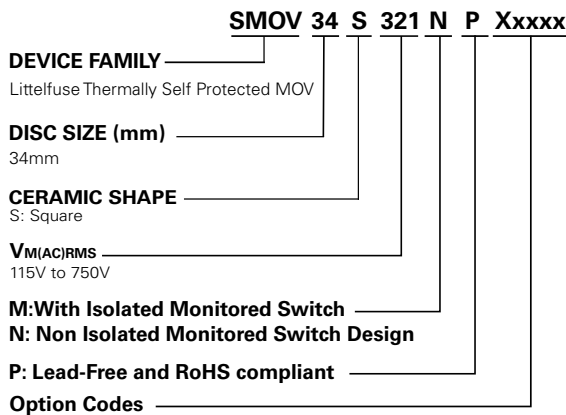 SMOV 34 S 321 N P Xxxxx
DEVICE FAMILY
Littelfuse Thermally Self Protected MOV
DISC SIZE (mm)
34mm
CERAMIC SHAPE
S: Square
VM(AC)RMS
115V to 750V
M:With Isolated Monitored Switch
N: Non Isolated Monitored Switch Design
P: Lead-Free and RoHS compliant
Option Codes